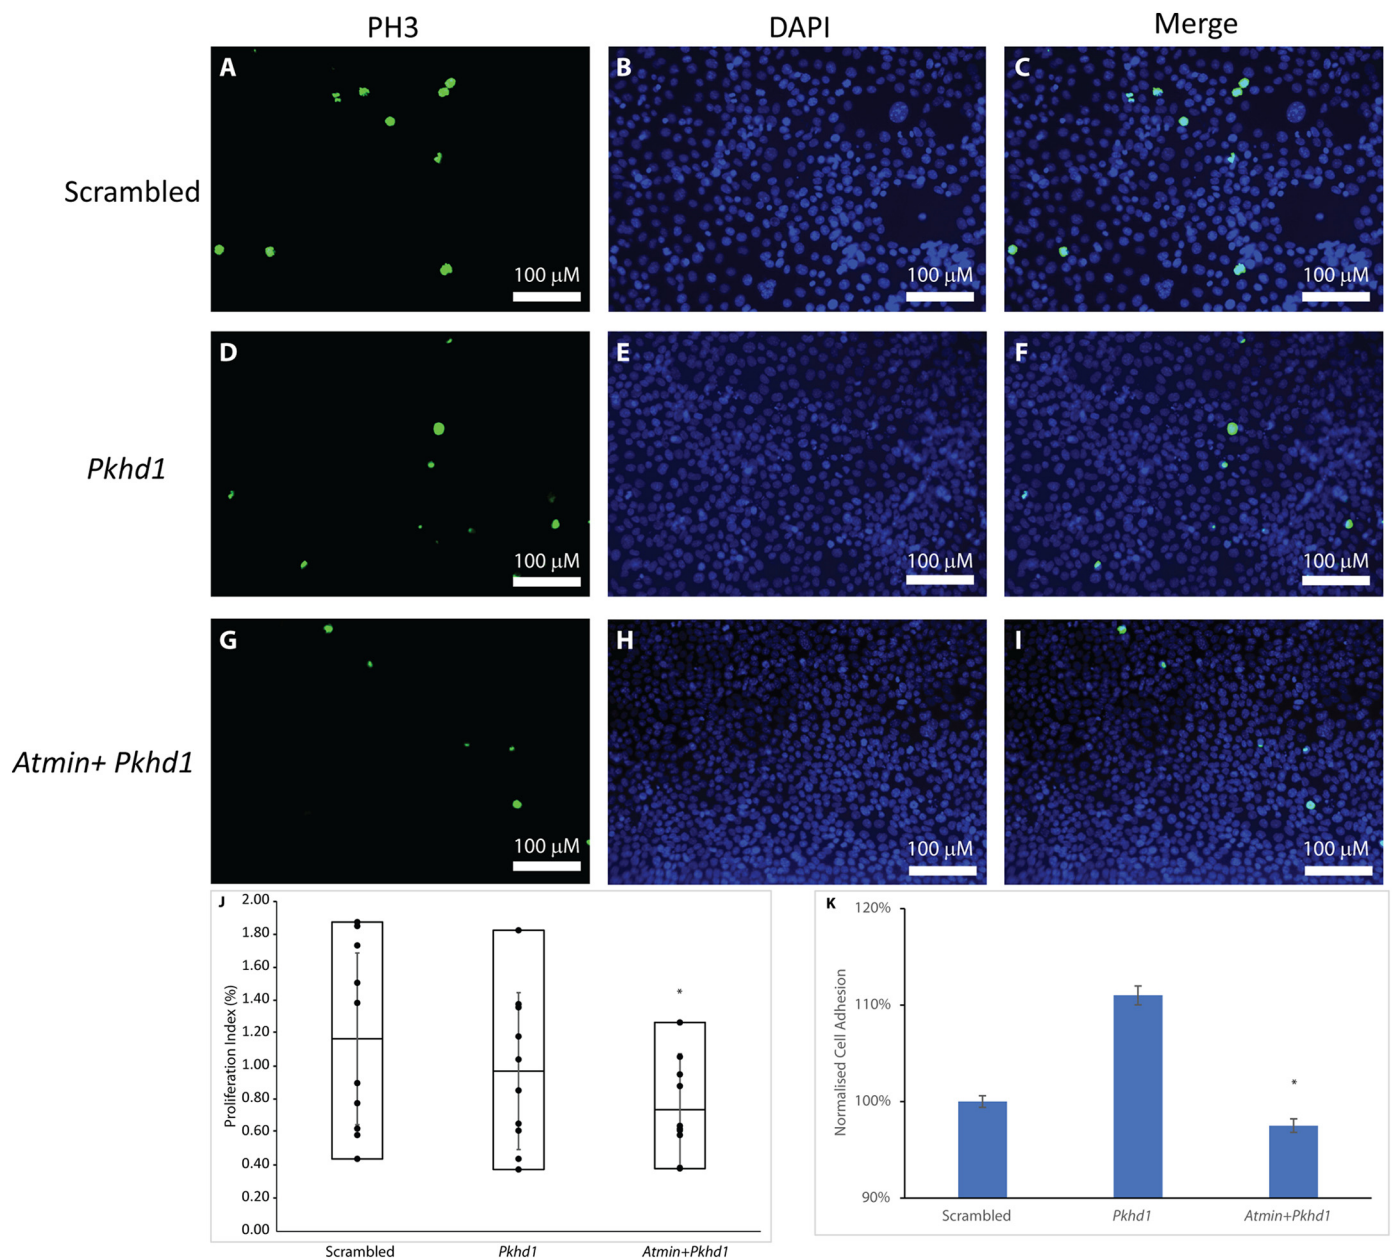 PH3 DAPI Merge
Scrambled
A B C
100 μM 100 μM 100 μM
Pkhd1
D E F
100 μM 100 μM 100 μM
Atmin+ Pkhd1
G H I
100 μM 100 μM 100 μM
J
Proliferation Index (%)
2.00
1.80
1.60
1.40
1.20
1.00
0.80
0.60
0.40
0.20
0.00
*
Scrambled Pkhd1 Atmin+Pkhd1
K
Normalised Cell Adhesion
120%
110%
100%
90%
*
Scrambled Pkhd1 Atmin+Pkhd1